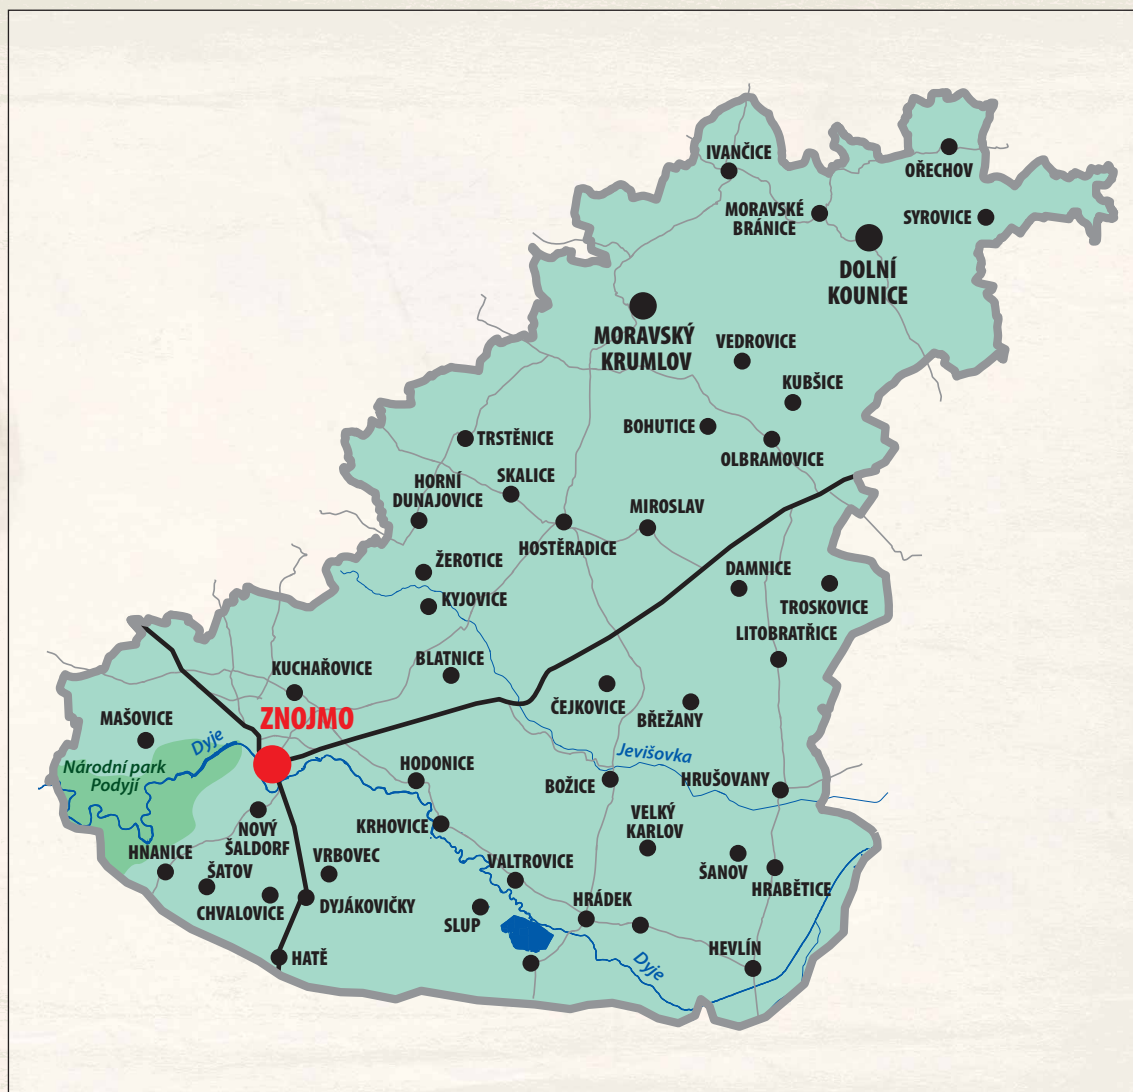 IVANČICE
OŘECHOV
MORAVSKÉ
BRÁNICE
SYROVICE
DOLNÍ
KOUNICE
MORAVSKÝ
KRUMLOV
VEDROVICE
KUBŠICE
BOHUTICE
TRSTĚNICE
OLBRAMOVICE
SKALICE
HORNÍ
DUNAJOVICE
MIROSLAV
HOSTĚRADICE
ŽEROTICE
DAMNICE
KYJOVICE
TROSKOVICE
LITOBRATŘICE
BLATNICE
KUCHAŘOVICE
ČEJKOVICE
BŘEŽANY
MAŠOVICE
ZNOJMO
Dyje
Jevišovka
Národní park
Podyjí
HODONICE
BOŽICE
HRUŠOVANY
VELKÝ
KARLOV
NOVÝ
ŠALDORF
KRHOVICE
HNANICE
VRBOVEC
VALTROVICE
ŠATOV
ŠANOV
HRABĚTICE
CHVALOVICE
DYJÁKOVIČKY
HRÁDEK
SLUP
HEVLÍN
HATĚ
Dyje